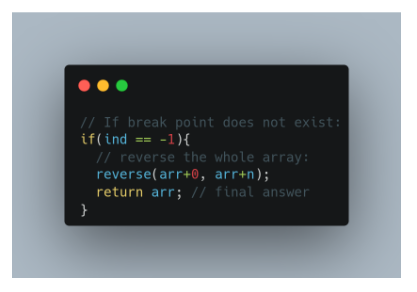 // If break point does not exist:
if(ind == -1){
  // reverse the whole array:
  reverse(arr+0, arr+n);
  return arr; // final answer
}